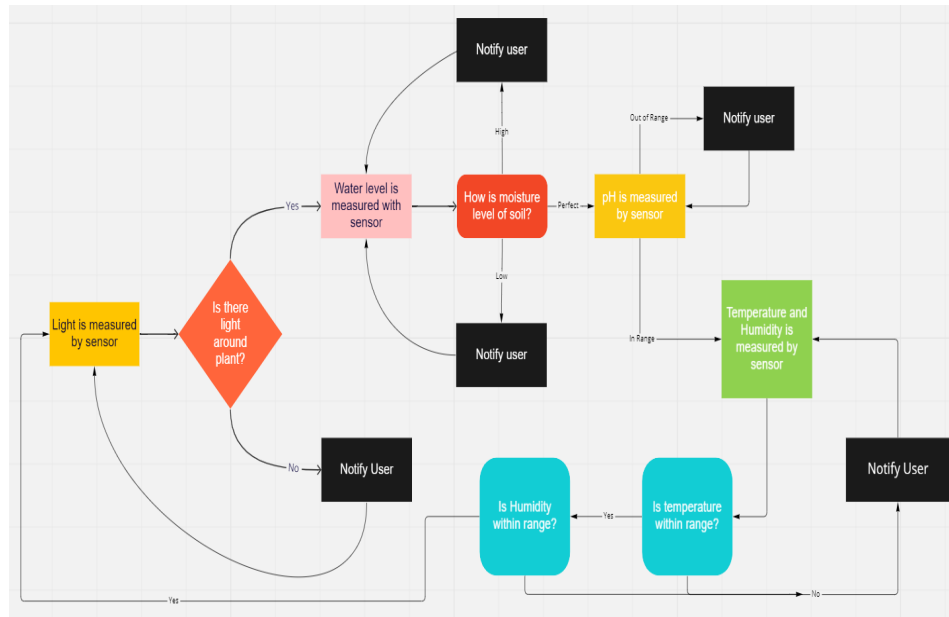 Notify user
High
Out of Range
Notify user
Water level is
measured with
sensor
How is moisture
level of soil?
Perfect
pH is measured
by sensor
Yes
Low
Is there
light
around
plant?
Light is measured
by sensor
Notify user
In Range
Temperature and
Humidity is
measured by
sensor
No
Notify User
Is Humidity
within range?
Yes
Is temperature
within range?
Notify User
No
Yes